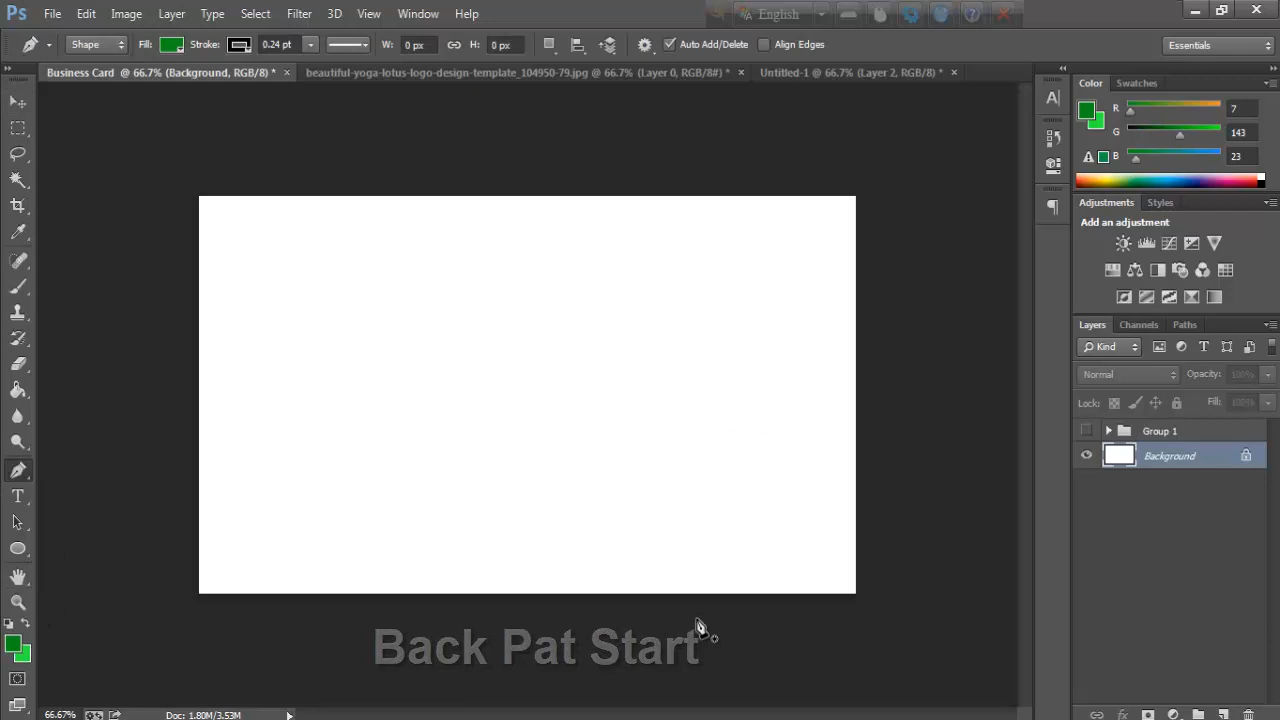 Ps File Edit Image Layer Type Select Filter 3D View Window Help English
Shape Fill: Stroke: 0.24 pt W: 0 px H: 0 px Auto Add/Delete Align Edges Essentials
Business Card @ 66.7% (Background, RGB/8) * × beautiful-yoga-lotus-logo-design-template_104950-79.jpg @ 66.7% (Layer 0, RGB/8#) * × Untitled-1 @ 66.7% (Layer 2, RGB/8) * ×
Color Swatches
R 7
G 143
B 23
Adjustments Styles
Add an adjustment
Layers Channels Paths
Kind
Normal Opacity: 100%
Lock: Fill: 100%
Group 1
Background
Back Pat Start
66.67% Doc: 1.80M/3.53M